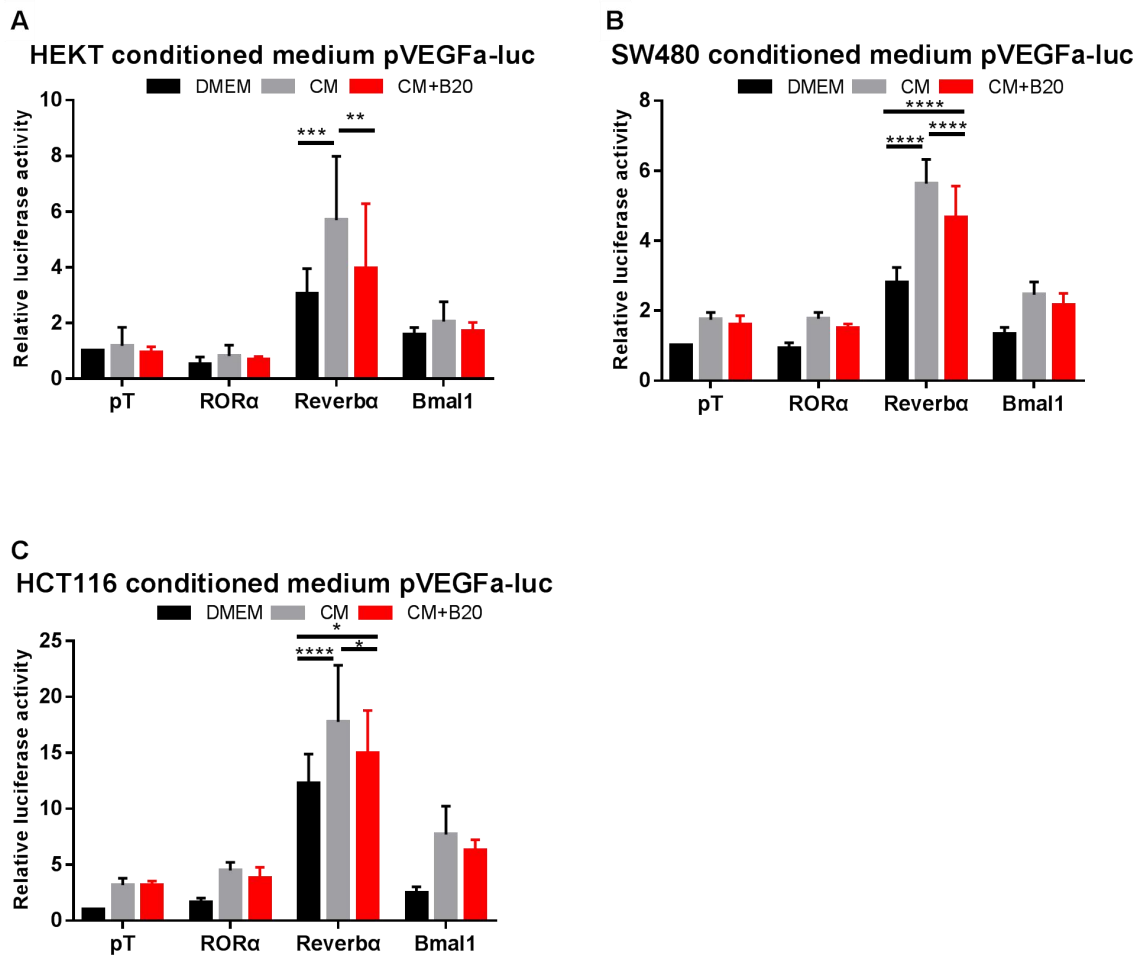 A
HEKT conditioned medium pVEGFa-luc
DMEM CM CM+B20
Relative luciferase activity
10
8
6
4
2
0
*** **
pT RORα Reverbα Bmal1
B
SW480 conditioned medium pVEGFa-luc
DMEM CM CM+B20
Relative luciferase activity
8
6
4
2
0
****
**** ****
pT RORα Reverbα Bmal1
C
HCT116 conditioned medium pVEGFa-luc
DMEM CM CM+B20
Relative luciferase activity
25
20
15
10
5
0
*
**** *
pT RORα Reverbα Bmal1